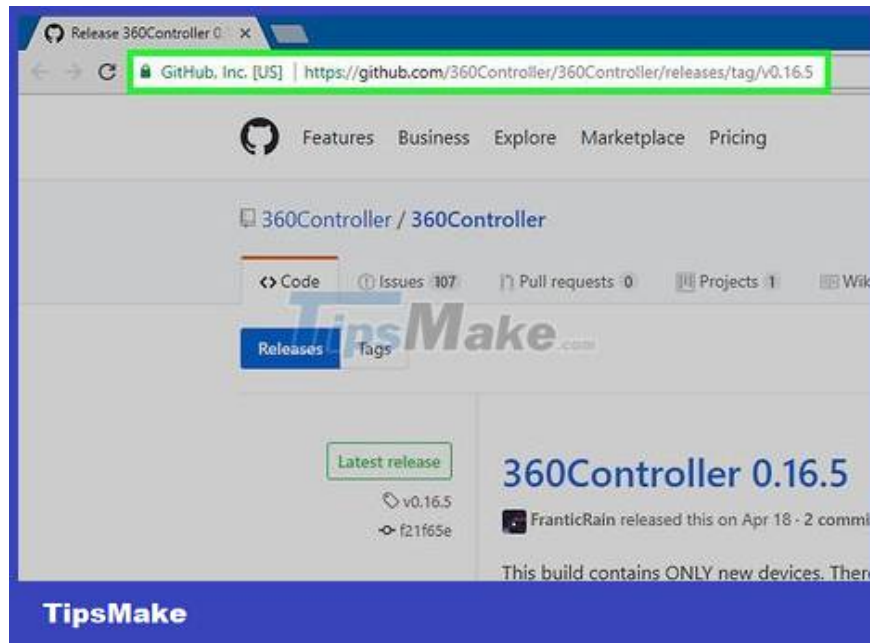 Release 360Controller 0
GitHub, Inc. [US] | https://github.com/360Controller/360Controller/releases/tag/v0.16.5
Features Business Explore Marketplace Pricing
360Controller / 360Controller
<> Code Issues 107 Pull requests 0 Projects 1 Wik
TipsMake.com
Releases Tags
Latest release
360Controller 0.16.5
v0.16.5
FranticRain released this on Apr 18 - 2 commi
f21f65e
This build contains ONLY new devices. Ther
TipsMake